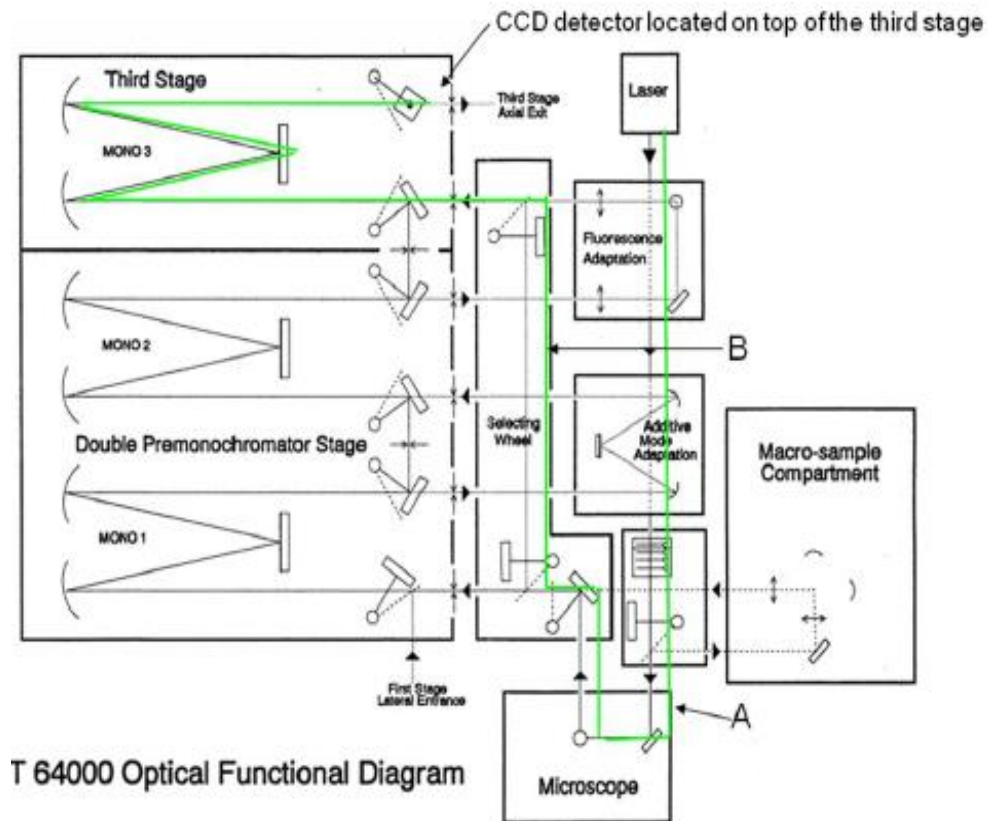 CCD detector located on top of the third stage
Third Stage
Laser
Third Stage
Axial Exit
MONO 3
Fluorescence
Adaptation
MONO 2
B
Selecting
Wheel
Additive
Mode
Adaptation
Macro-sample
Compartment
Double Premonochromator Stage
MONO 1
First Stage
Lateral Entrance
A
T 64000 Optical Functional Diagram
Microscope